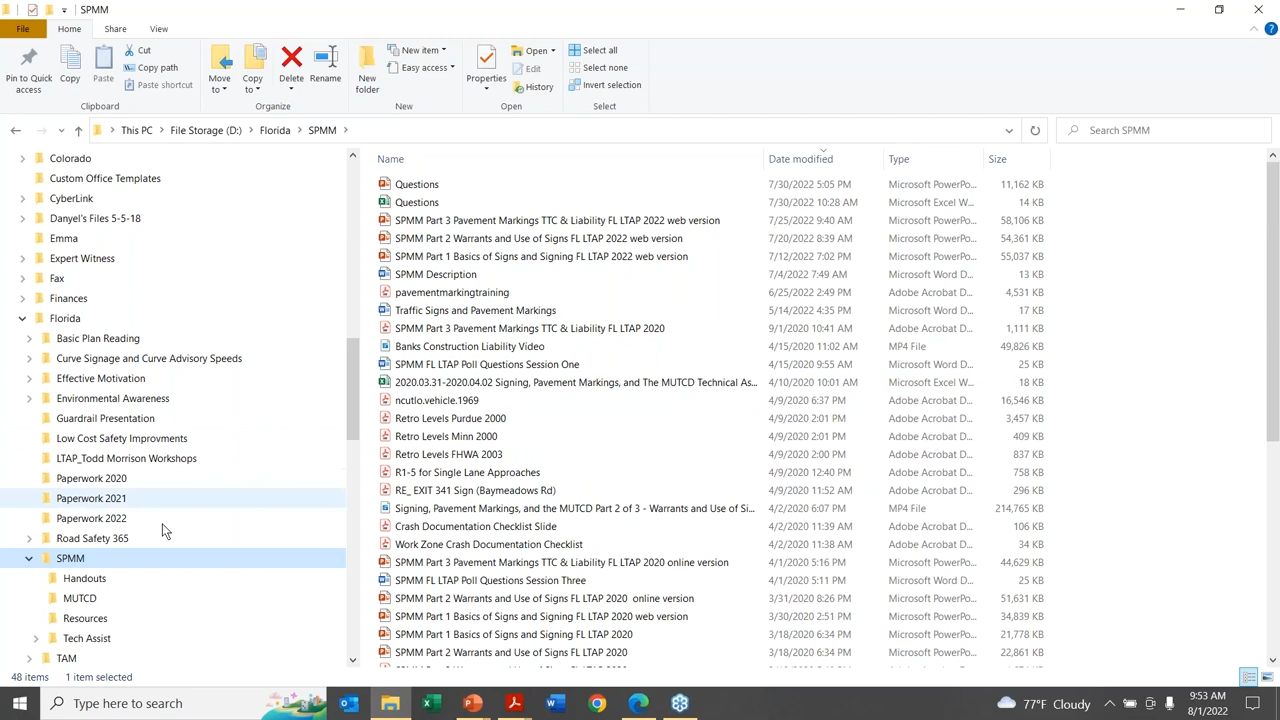 SPMM
File Home Share View
Pin to Quick access Copy Paste Cut Copy path Paste shortcut Move to Copy to Delete Rename New folder New item Easy access Properties Open Edit History Select all Select none Invert selection
Clipboard Organize New Open Select
This PC File Storage (D:) Florida SPMM Search SPMM
Colorado
Custom Office Templates
CyberLink
Danyel's Files 5-5-18
Emma
Expert Witness
Fax
Finances
Florida
Basic Plan Reading
Curve Signage and Curve Advisory Speeds
Effective Motivation
Environmental Awareness
Guardrail Presentation
Low Cost Safety Improvments
LTAP_Todd Morrison Workshops
Paperwork 2020
Paperwork 2021
Paperwork 2022
Road Safety 365
SPMM
Handouts
MUTCD
Resources
Tech Assist
TAM
Name Date modified Type Size
Questions 7/30/2022 5:05 PM Microsoft PowerPo... 11,162 KB
Questions 7/30/2022 10:28 AM Microsoft Excel W... 14 KB
SPMM Part 3 Pavement Markings TTC & Liability FL LTAP 2022 web version 7/25/2022 9:40 AM Microsoft PowerPo... 58,106 KB
SPMM Part 2 Warrants and Use of Signs FL LTAP 2022 web version 7/20/2022 8:39 AM Microsoft PowerPo... 54,361 KB
SPMM Part 1 Basics of Signs and Signing FL LTAP 2022 web version 7/12/2022 7:02 PM Microsoft PowerPo... 55,037 KB
SPMM Description 7/4/2022 7:49 AM Microsoft Word D... 13 KB
pavementmarkingtraining 6/25/2022 2:49 PM Adobe Acrobat D... 4,531 KB
Traffic Signs and Pavement Markings 5/14/2022 4:35 PM Microsoft Word D... 17 KB
SPMM Part 3 Pavement Markings TTC & Liability FL LTAP 2020 9/1/2020 10:41 AM Adobe Acrobat D... 1,111 KB
Banks Construction Liability Video 4/15/2020 11:02 AM MP4 File 49,826 KB
SPMM FL LTAP Poll Questions Session One 4/15/2020 9:55 AM Microsoft Word D... 25 KB
2020.03.31-2020.04.02 Signing, Pavement Markings, and The MUTCD Technical As... 4/10/2020 10:01 AM Microsoft Excel W... 18 KB
ncutlo.vehicle.1969 4/9/2020 6:37 PM Adobe Acrobat D... 16,546 KB
Retro Levels Purdue 2000 4/9/2020 2:01 PM Adobe Acrobat D... 3,457 KB
Retro Levels Minn 2000 4/9/2020 2:01 PM Adobe Acrobat D... 409 KB
Retro Levels FHWA 2003 4/9/2020 2:00 PM Adobe Acrobat D... 837 KB
R1-5 for Single Lane Approaches 4/9/2020 12:40 PM Adobe Acrobat D... 758 KB
RE_ EXIT 341 Sign (Baymeadows Rd) 4/9/2020 11:52 AM Adobe Acrobat D... 296 KB
Signing, Pavement Markings, and the MUTCD Part 2 of 3 - Warrants and Use of Si... 4/2/2020 6:07 PM MP4 File 214,765 KB
Crash Documentation Checklist Slide 4/2/2020 11:39 AM Adobe Acrobat D... 106 KB
Work Zone Crash Documentation Checklist 4/2/2020 11:38 AM Adobe Acrobat D... 34 KB
SPMM Part 3 Pavement Markings TTC & Liability FL LTAP 2020 online version 4/1/2020 5:16 PM Microsoft PowerPo... 44,629 KB
SPMM FL LTAP Poll Questions Session Three 4/1/2020 5:11 PM Microsoft Word D... 25 KB
SPMM Part 2 Warrants and Use of Signs FL LTAP 2020 online version 3/31/2020 8:26 PM Microsoft PowerPo... 51,631 KB
SPMM Part 1 Basics of Signs and Signing FL LTAP 2020 web version 3/30/2020 2:51 PM Microsoft PowerPo... 34,839 KB
SPMM Part 1 Basics of Signs and Signing FL LTAP 2020 3/18/2020 6:34 PM Microsoft PowerPo... 21,778 KB
SPMM Part 2 Warrants and Use of Signs FL LTAP 2020 3/18/2020 6:34 PM Microsoft PowerPo... 22,861 KB
48 items 1 item selected
Type here to search 77°F Cloudy 9:53 AM
8/1/2022